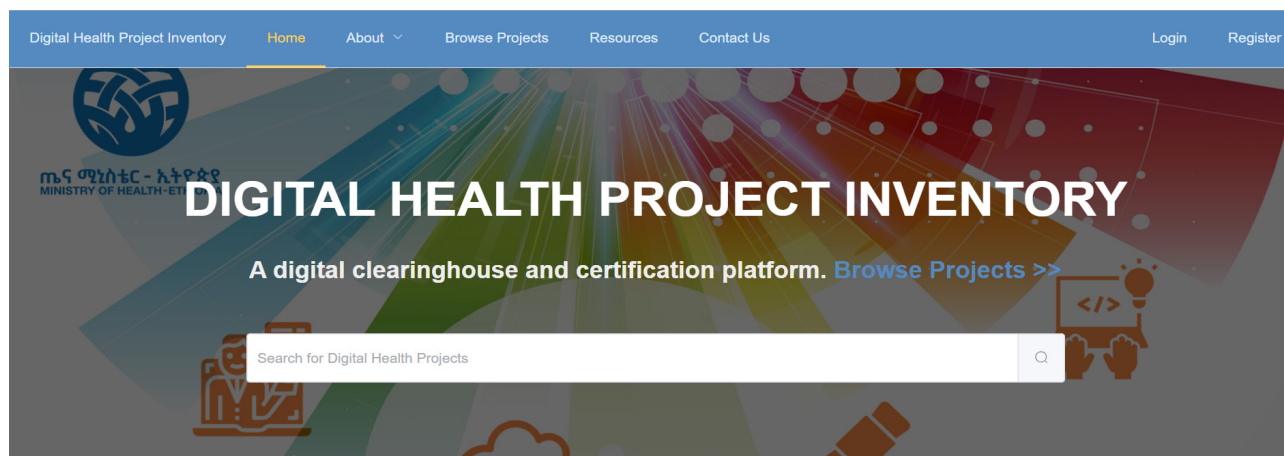 Digital Health Project Inventory Home About Browse Projects Resources Contact Us Login Register
ጤና ሚኒስቴር - ኢትዮጵያ
MINISTRY OF HEALTH-ETHIOPIA
DIGITAL HEALTH PROJECT INVENTORY
A digital clearinghouse and certification platform. Browse Projects >>
</>
Search for Digital Health Projects